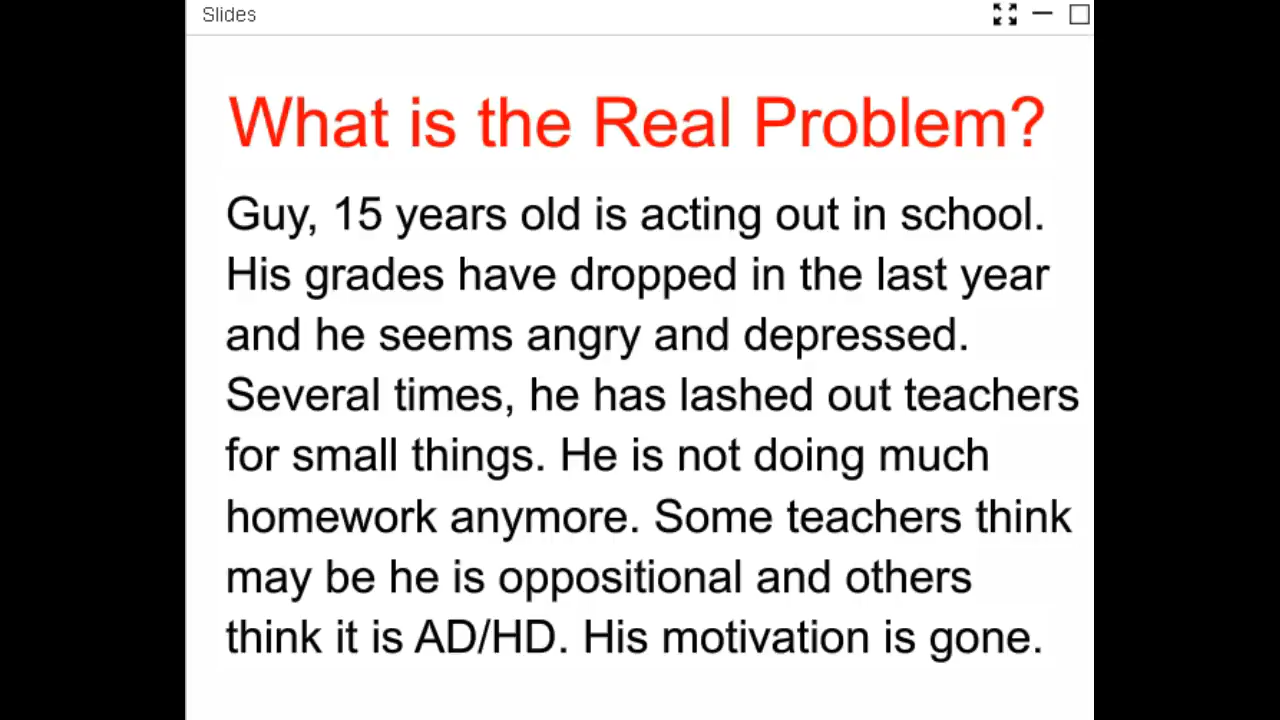 Slides
What is the Real Problem?
Guy, 15 years old is acting out in school.
His grades have dropped in the last year
and he seems angry and depressed.
Several times, he has lashed out teachers
for small things. He is not doing much
homework anymore. Some teachers think
may be he is oppositional and others
think it is AD/HD. His motivation is gone.